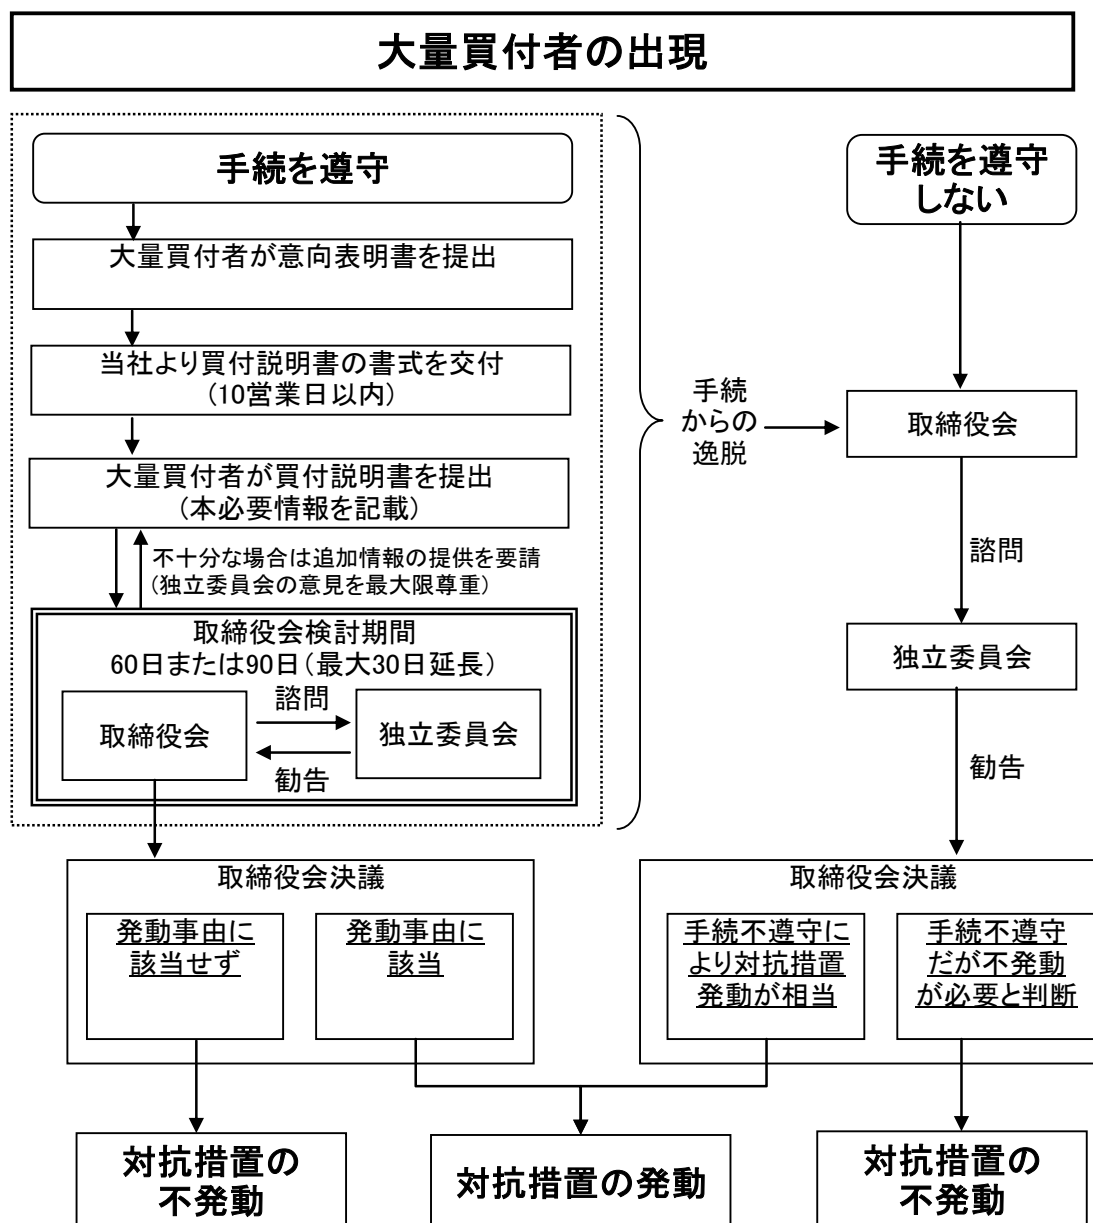 大量買付者の出現
手続を遵守
大量買付者が意向表明書を提出
当社より買付説明書の書式を交付
(10営業日以内)
大量買付者が買付説明書を提出
(本必要情報を記載)
不十分な場合は追加情報の提供を要請
(独立委員会の意見を最大限尊重)
取締役会検討期間
60日または90日(最大30日延長)
諮問
取締役会
独立委員会
勧告
手続
からの
逸脱
手続を遵守
しない
取締役会
諮問
独立委員会
勧告
取締役会決議
発動事由に
該当せず
発動事由に
該当
取締役会決議
手続不遵守に
より対抗措置
発動が相当
手続不遵守
だが不発動
が必要と判断
対抗措置の
不発動
対抗措置の発動
対抗措置の
不発動